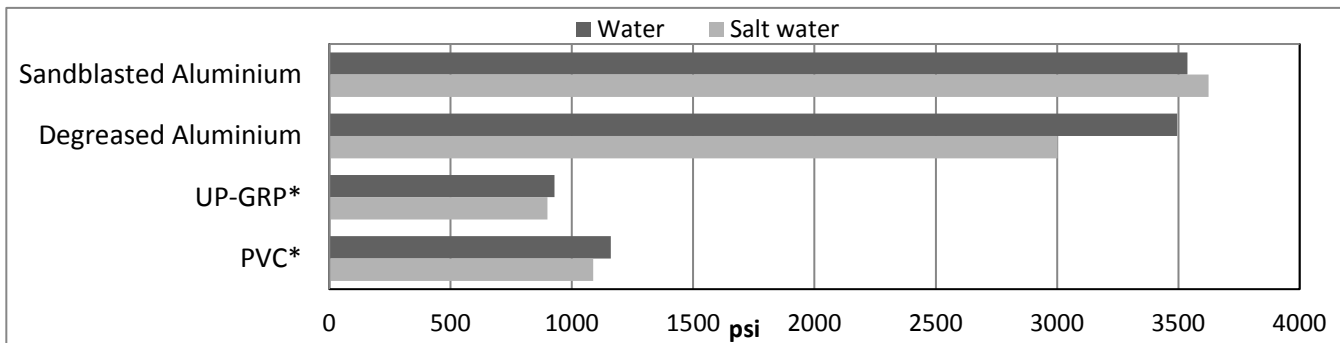 Water Salt water
Sandblasted Aluminium
Degreased Aluminium
UP-GRP*
PVC*
0 500 1000 1500 2000 2500 3000 3500 4000
psi